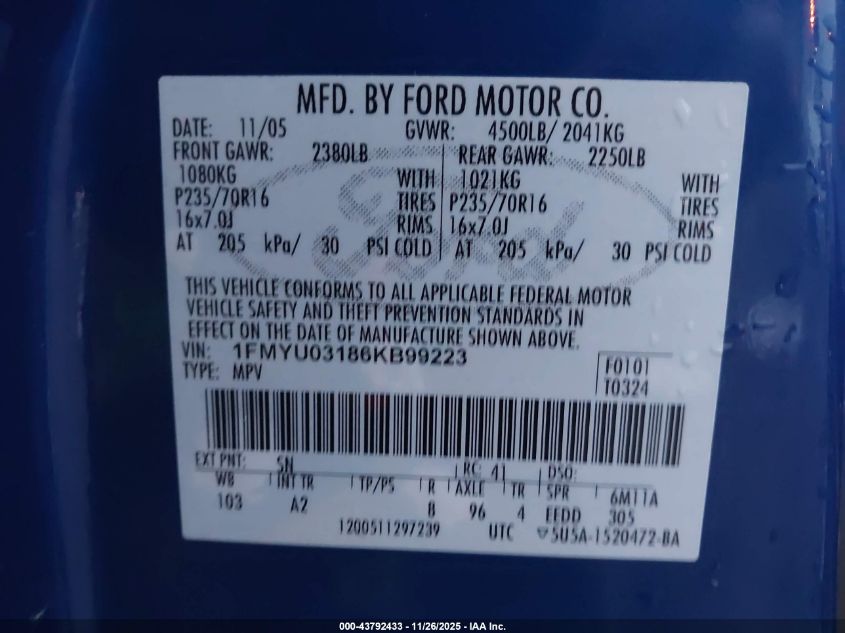 MFD. BY FORD MOTOR CO.
DATE: 11/05 GVWR: 4500LB/ 2041KG
FRONT GAWR: 2380LB REAR GAWR: 2250LB
1080KG WITH 1021KG WITH
P235/70R16 TIRES P235/70R16 TIRES
16x7.0J RIMS 16x7.0J RIMS
AT 205 kPa/ 30 PSI COLD AT 205 kPa/ 30 PSI COLD
Ford
THIS VEHICLE CONFORMS TO ALL APPLICABLE FEDERAL MOTOR
VEHICLE SAFETY AND THEFT PREVENTION STANDARDS IN
EFFECT ON THE DATE OF MANUFACTURE SHOWN ABOVE.
VIN: 1FMYU03186KB99223
TYPE: MPV
F0101
T0324
EXT PNT: SN RC: 41 DSO:
WB INT TR TP/PS R AXLE TR SPR 6M11A
103 A2 8 96 4 EEDD 305
1200511297239 UTC 5U5A-1520472-BA
000-43792433 - 11/26/2025 - IAA Inc.